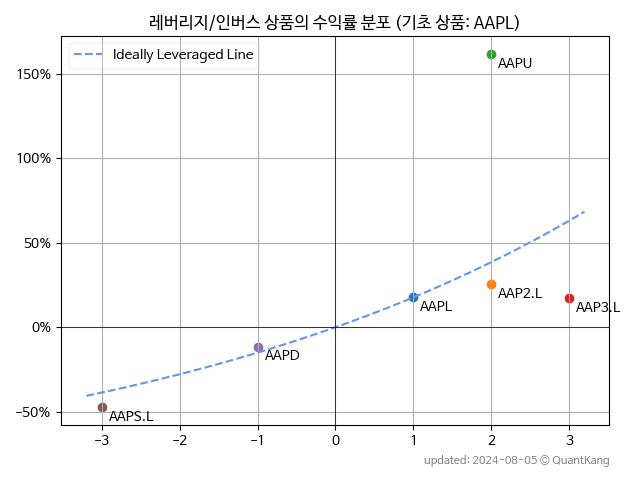 레버리지/인버스 상품의 수익률 분포 (기초 상품: AAPL)
Ideally Leveraged Line
150%
100%
50%
0%
−50%
AAPU
AAP2.L
AAPL
AAP3.L
AAPD
AAPS.L
−3 −2 −1 0 1 2 3
updated: 2024-08-05 © QuantKang